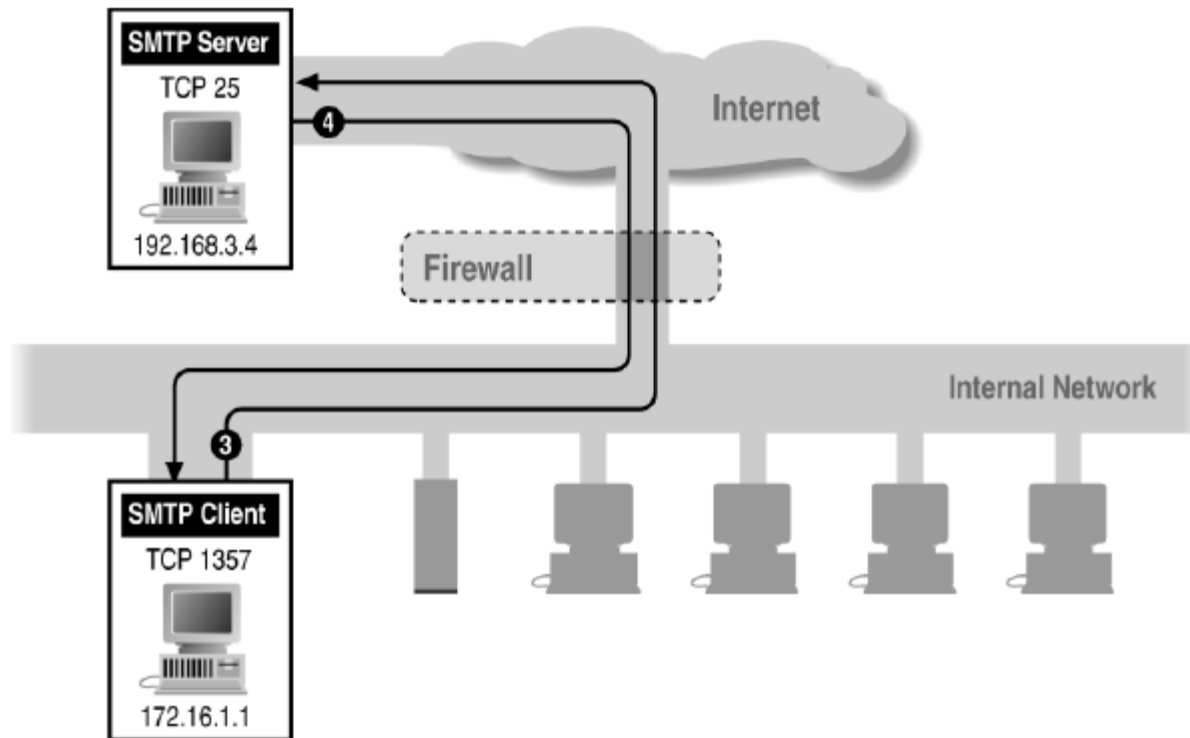 SMTP Server
TCP 25
192.168.3.4
4
Internet
Firewall
Internal Network
3
SMTP Client
TCP 1357
172.16.1.1